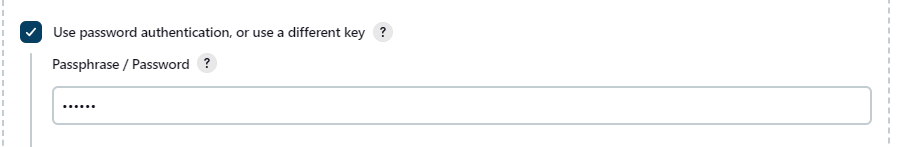 Use password authentication, or use a different key ?
Passphrase / Password ?
••••••